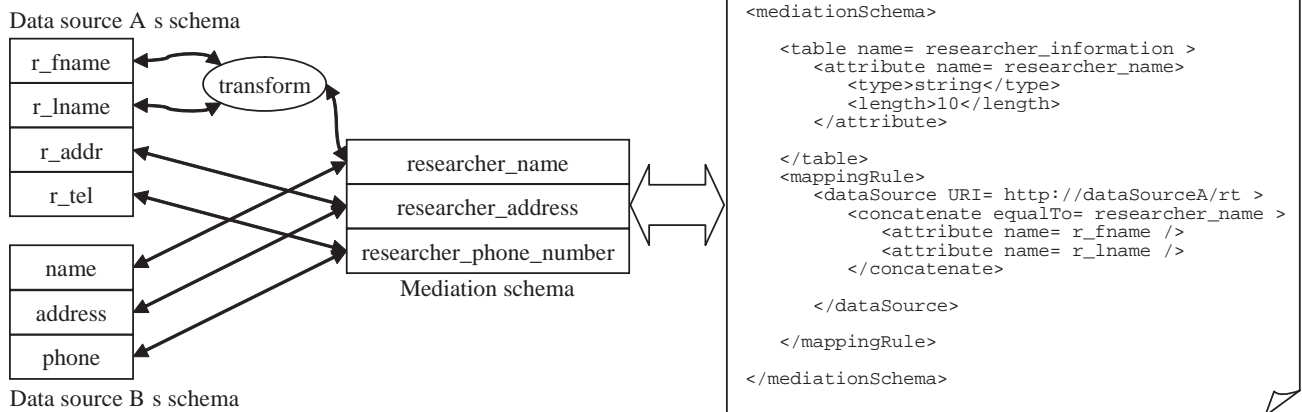 Data source A s schema
r_fname
r_lname
r_addr
r_tel
transform
name
address
phone
Data source B s schema
researcher_name
researcher_address
researcher_phone_number
Mediation schema
<mediationSchema>
<table name= researcher_information >
<attribute name= researcher_name>
<type>string</type>
<length>10</length>
</attribute>
</table>
<mappingRule>
<dataSource URI= http://dataSourceA/rt >
<concatenate equalTo= researcher_name >
<attribute name= r_fname />
<attribute name= r_lname />
</concatenate>
</dataSource>
</mappingRule>
</mediationSchema>